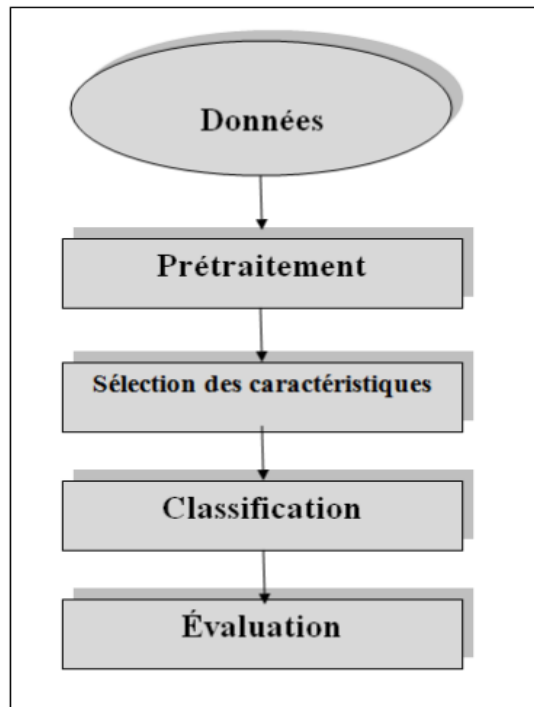 Données
Prétraitement
Sélection des caractéristiques
Classification
Évaluation